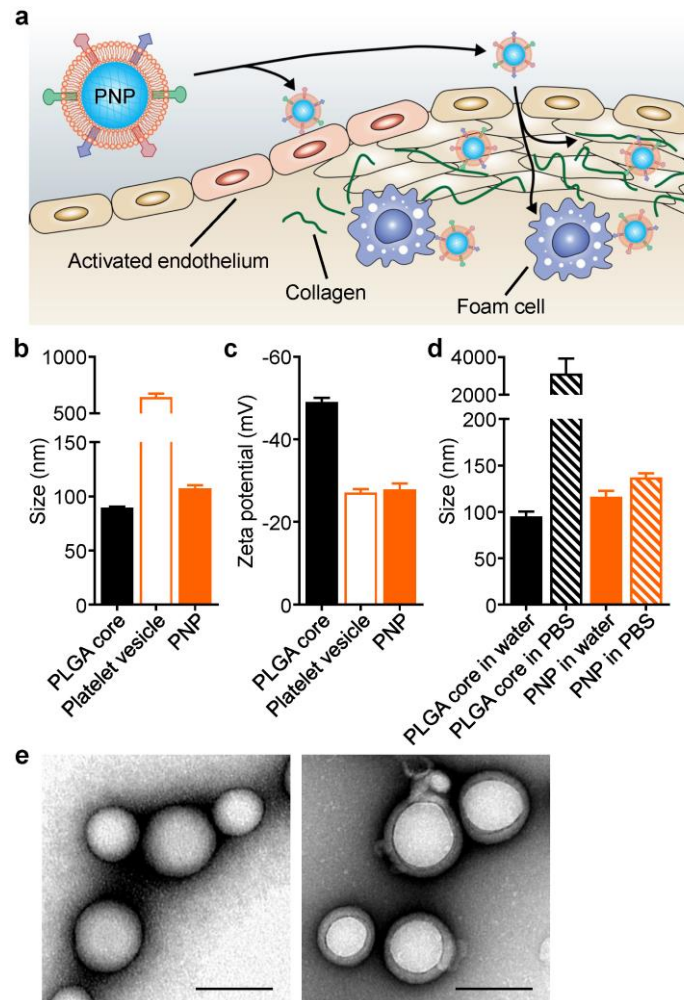 a
PNP
Activated endothelium
Collagen
Foam cell
b
Size (nm)
1000
500
150
100
50
0
PLGA core
Platelet vesicle
PNP
c
Zeta potential (mV)
-60
-40
-20
0
PLGA core
Platelet vesicle
PNP
d
Size (nm)
4000
2000
200
150
100
50
0
PLGA core in water
PLGA core in PBS
PNP in water
PNP in PBS
e